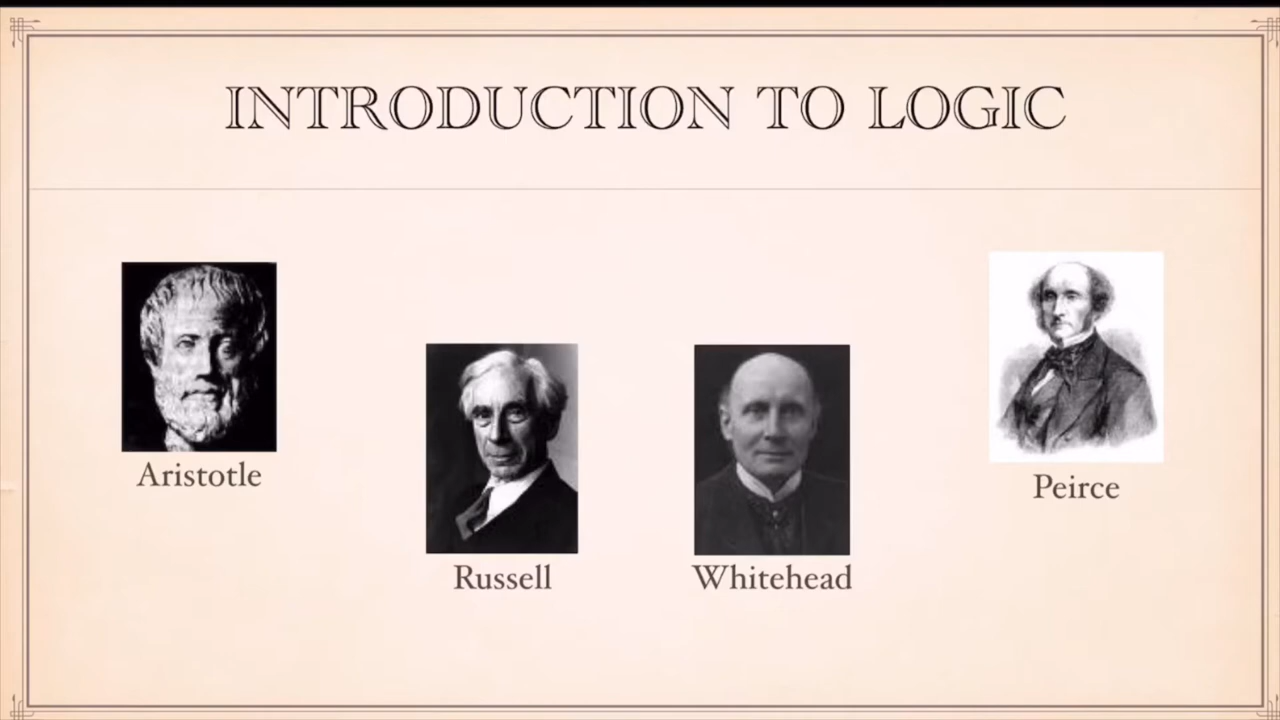 INTRODUCTION TO LOGIC
Aristotle
Russell
Whitehead
Peirce